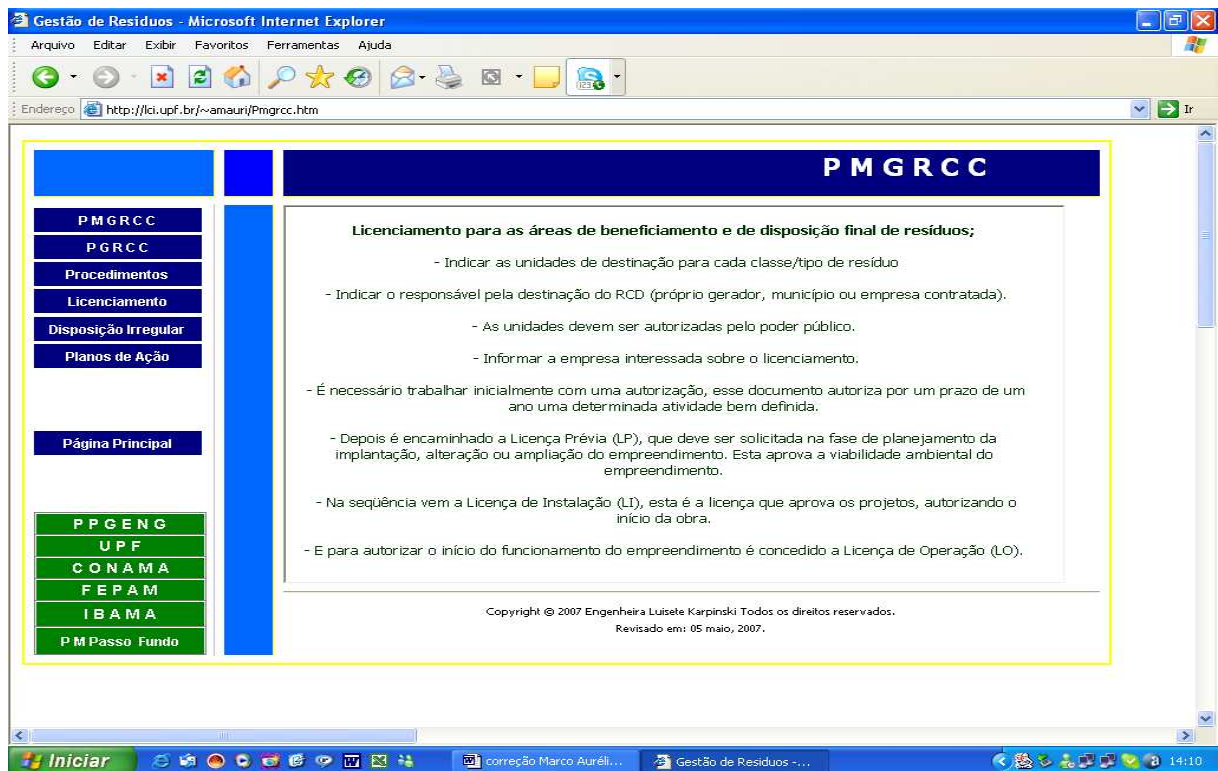 Gestão de Residuos - Microsoft Internet Explorer
Arquivo Editar Exibir Favoritos Ferramentas Ajuda
Endereço http://lci.upf.br/~amauri/Pmgrcc.htm Ir
P M G R C C
P M G R C C
P G R C C
Procedimentos
Licenciamento
Disposição Irregular
Planos de Ação
Página Principal
P P G E N G
U P F
C O N A M A
F E P A M
I B A M A
P M Passo Fundo
Licenciamento para as áreas de beneficiamento e de disposição final de resíduos;
- Indicar as unidades de destinação para cada classe/tipo de resíduo
- Indicar o responsável pela destinação do RCD (próprio gerador, município ou empresa contratada).
- As unidades devem ser autorizadas pelo poder público.
- Informar a empresa interessada sobre o licenciamento.
- É necessário trabalhar inicialmente com uma autorização, esse documento autoriza por um prazo de um
ano uma determinada atividade bem definida.
- Depois é encaminhado a Licença Prévia (LP), que deve ser solicitada na fase de planejamento da
implantação, alteração ou ampliação do empreendimento. Esta aprova a viabilidade ambiental do
empreendimento.
- Na seqüência vem a Licença de Instalação (LI), esta é a licença que aprova os projetos, autorizando o
início da obra.
- E para autorizar o início do funcionamento do empreendimento é concedido a Licença de Operação (LO).
Copyright © 2007 Engenheira Luisete Karpinski Todos os direitos reservados.
Revisado em: 05 maio, 2007.
Iniciar correção Marco Auréli... Gestão de Residuos -... 14:10